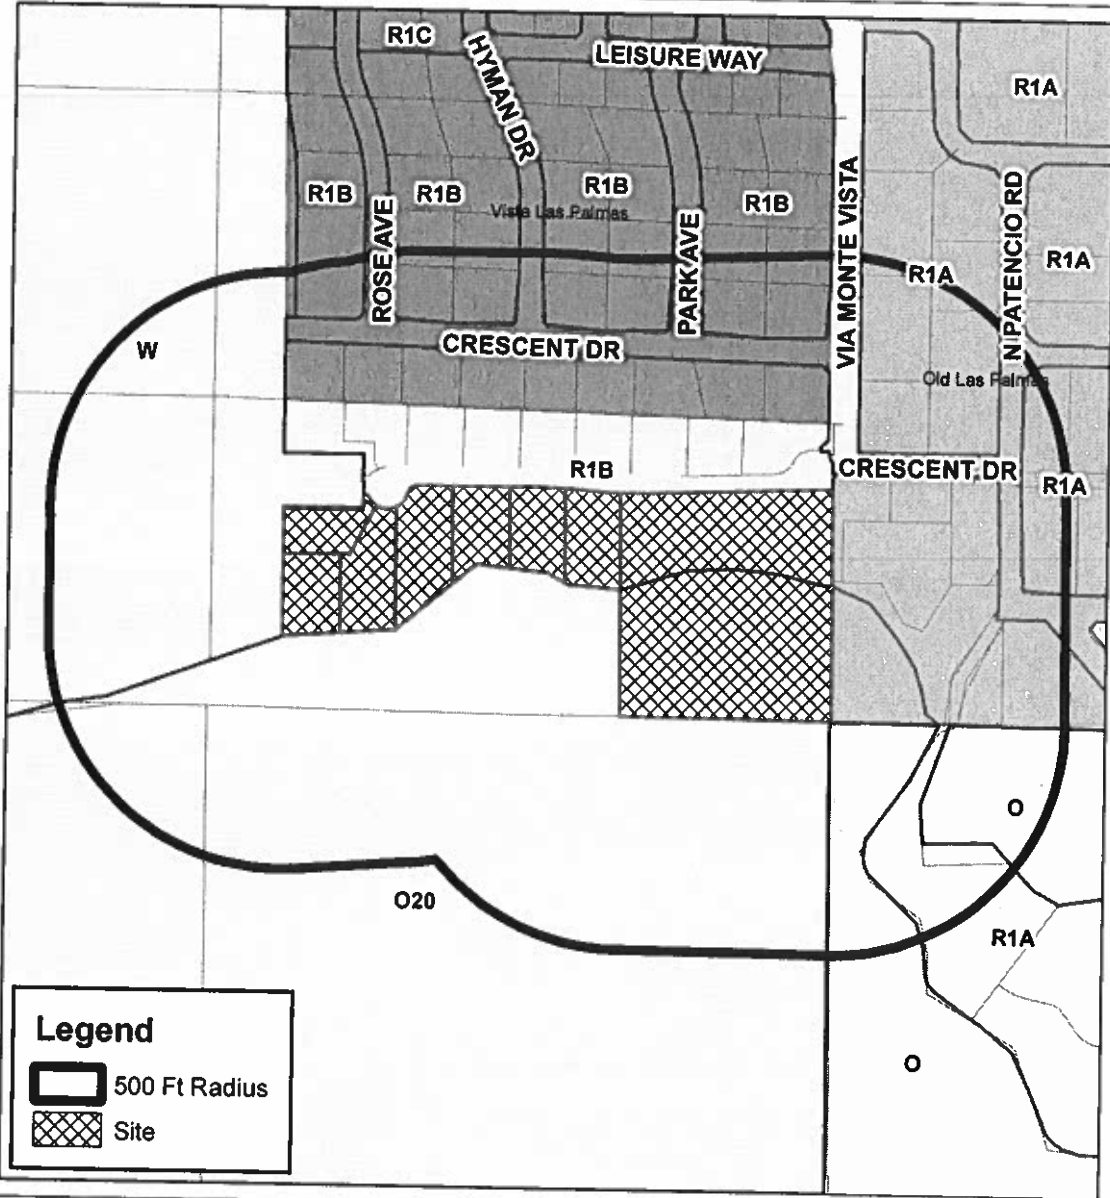 R1C
HYMAN DR
LEISURE WAY
R1A
R1B
R1B
R1B
R1B
Vista Las Palmas
ROSE AVE
PARK AVE
VIA MONTE VISTA
N PATENCIO RD
R1A
R1A
W
CRESCENT DR
Old Las Palmas
R1B
CRESCENT DR
R1A
O
O20
R1A
O
Legend
500 Ft Radius
Site